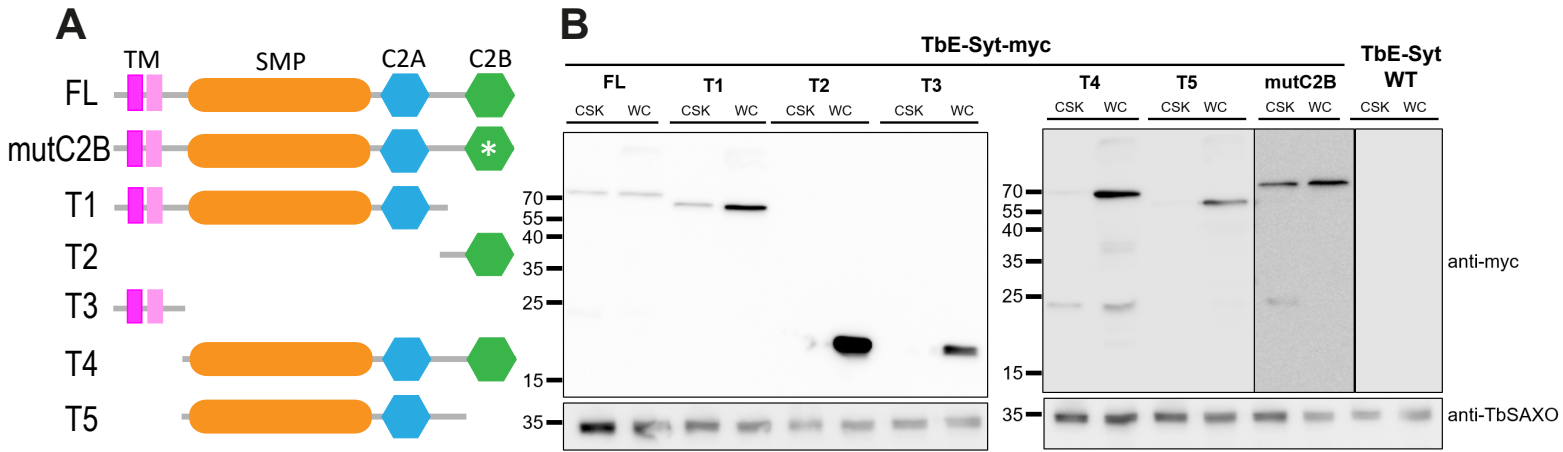 A
TM SMP C2A C2B
FL
mutC2B
*
T1
T2
T3
T4
T5
B
TbE-Syt-myc
TbE-Syt
WT
FL T1 T2 T3 T4 T5 mutC2B
CSK WC CSK WC CSK WC CSK WC CSK WC CSK WC CSK WC CSK WC
70
55
40
35
25
15
35
70
55
40
35
25
15
35
anti-myc
anti-TbSAXO